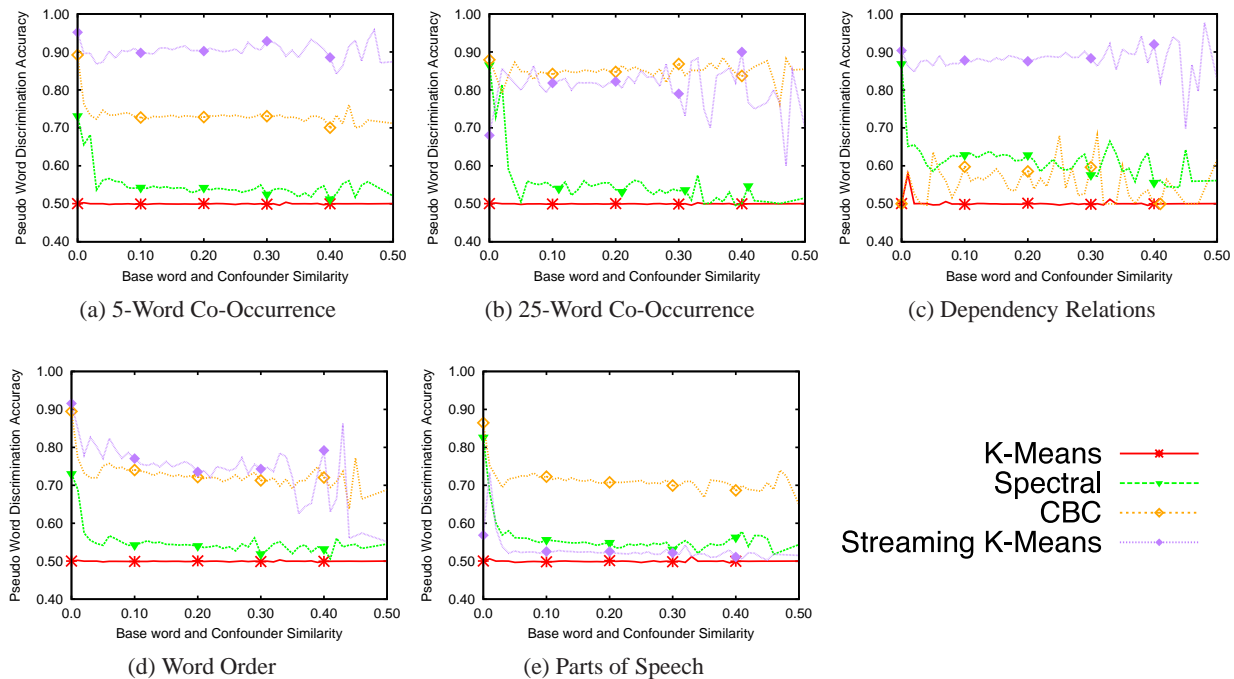 Pseudo Word Discrimination Accuracy
1.00
0.90
0.80
0.70
0.60
0.50
0.40
0.0 0.10 0.20 0.30 0.40 0.50
Base word and Confounder Similarity
(a) 5-Word Co-Occurrence
Pseudo Word Discrimination Accuracy
1.00
0.90
0.80
0.70
0.60
0.50
0.40
0.0 0.10 0.20 0.30 0.40 0.50
Base word and Confounder Similarity
(b) 25-Word Co-Occurrence
Pseudo Word Discrimination Accuracy
1.00
0.90
0.80
0.70
0.60
0.50
0.40
0.0 0.10 0.20 0.30 0.40 0.50
Base word and Confounder Similarity
(c) Dependency Relations
Pseudo Word Discrimination Accuracy
1.00
0.90
0.80
0.70
0.60
0.50
0.40
0.0 0.10 0.20 0.30 0.40 0.50
Base word and Confounder Similarity
(d) Word Order
Pseudo Word Discrimination Accuracy
1.00
0.90
0.80
0.70
0.60
0.50
0.40
0.0 0.10 0.20 0.30 0.40 0.50
Base word and Confounder Similarity
(e) Parts of Speech
K-Means
Spectral
CBC
Streaming K-Means